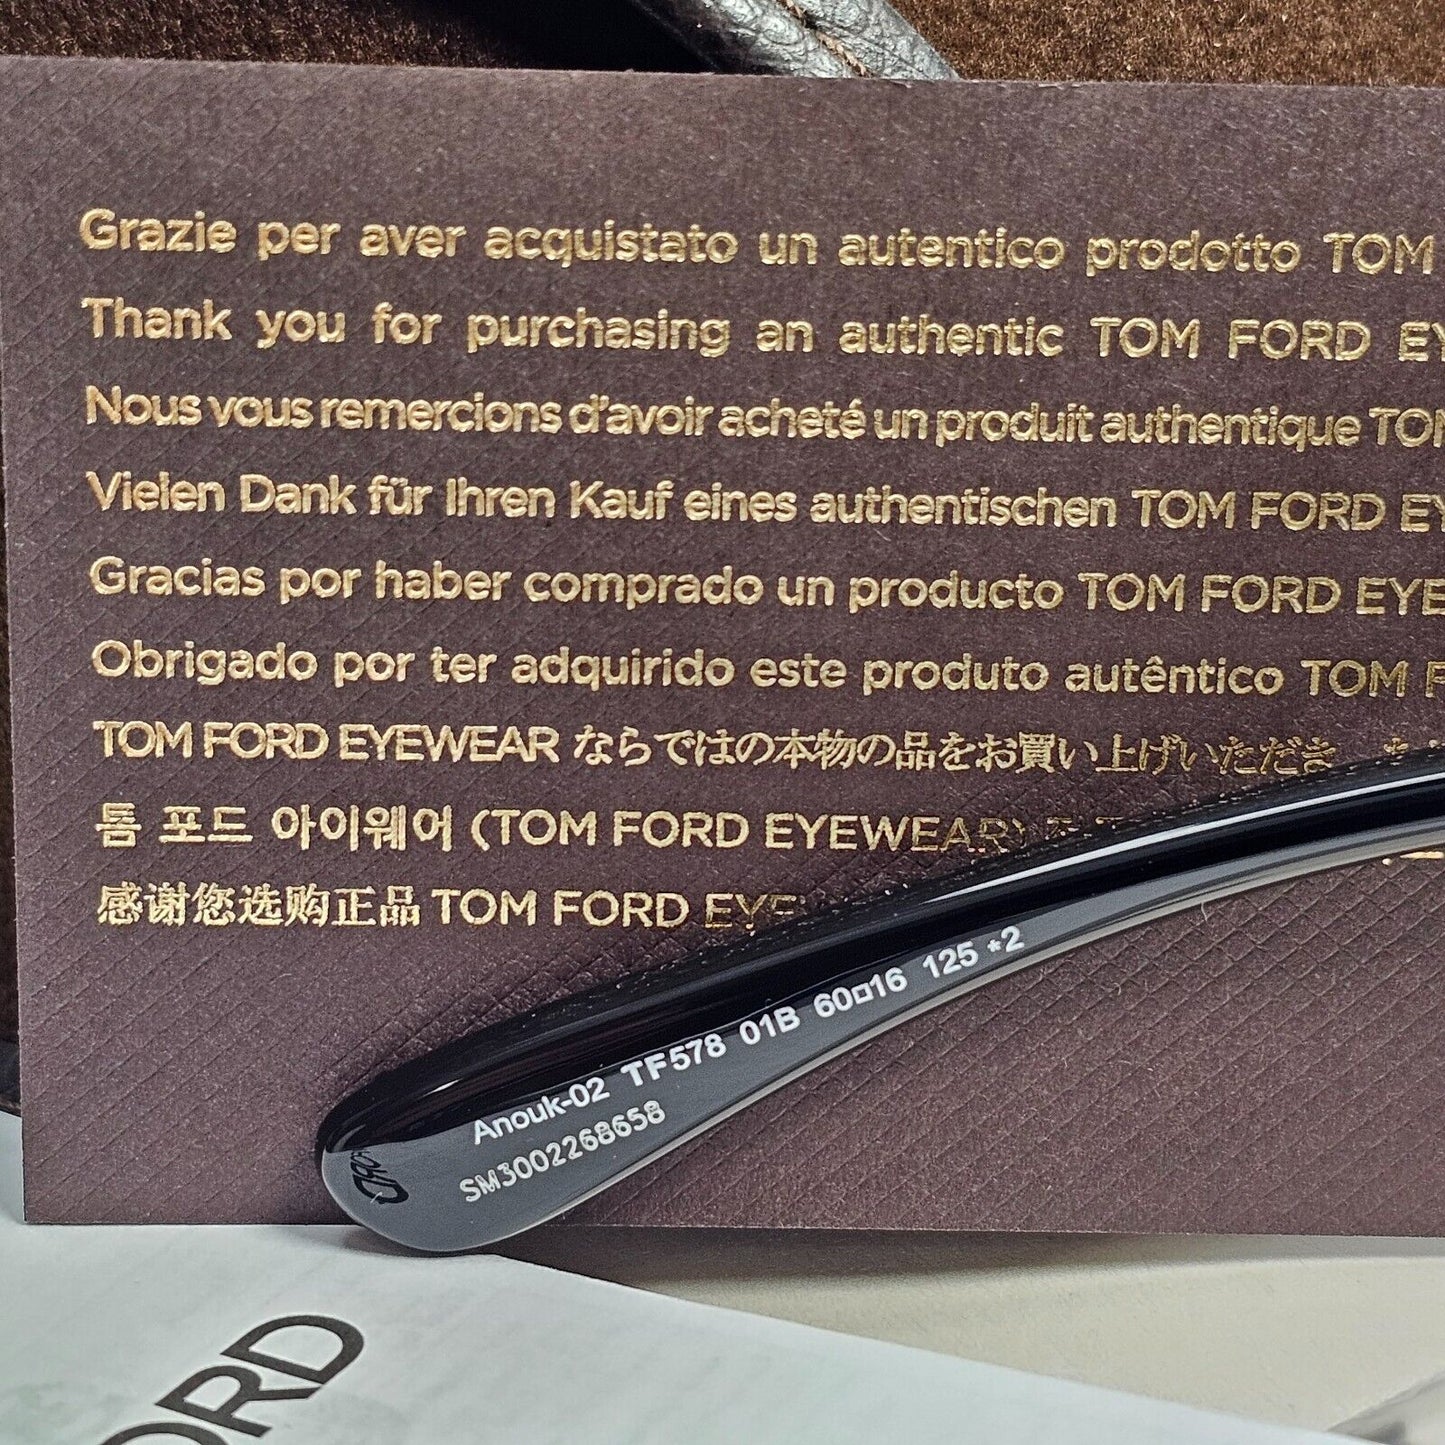 Grazie per aver acquistato un autentico prodotto TOM
Thank you for purchasing an authentic TOM FORD EY
Nous vous remercions d'avoir acheté un produit authentique TOM
Vielen Dank für Ihren Kauf eines authentischen TOM FORD EY
Gracias por haber comprado un producto TOM FORD EYE
Obrigado por ter adquirido este produto autêntico TOM F
TOM FORD EYEWEAR ならではの本物の品をお買い上げいただき
톰 포드 아이웨어 (TOM FORD EYEWEAR)
感谢您选购正品 TOM FORD EYE
Anouk-02 TF578 01B 60□16 125 *2
SM3002268658
ORD